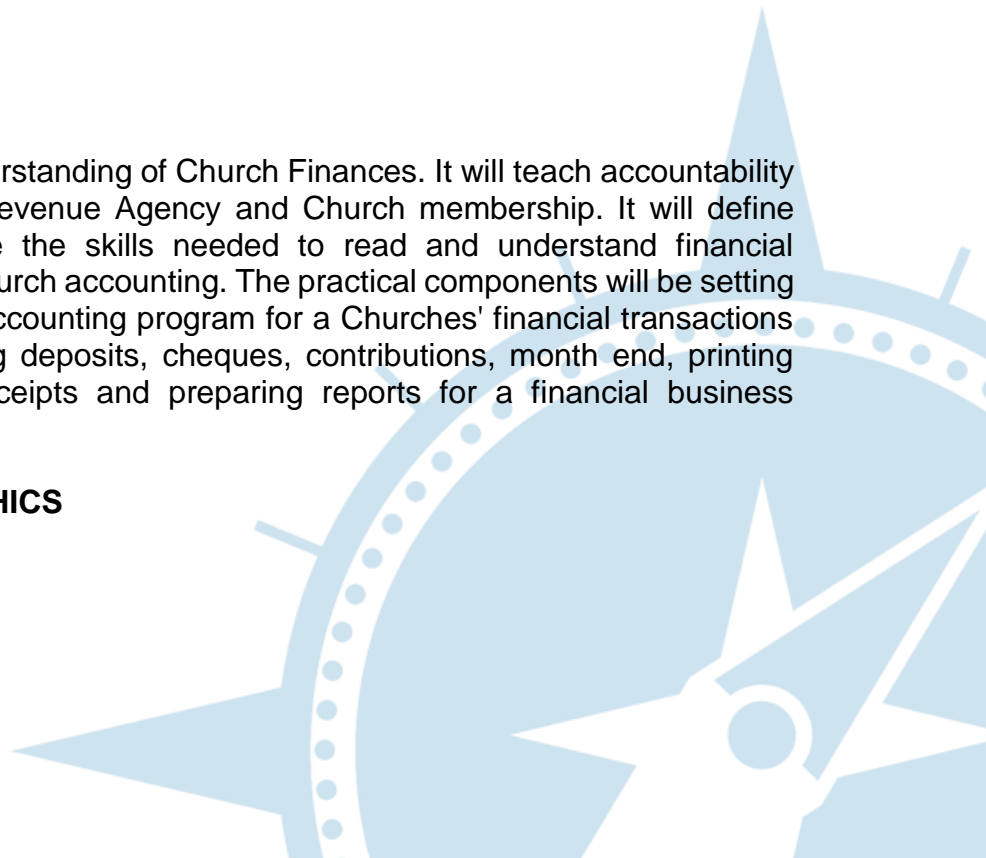 rstanding of Church Finances. It will teach accountability
evenue Agency and Church membership. It will define
e the skills needed to read and understand financial
urch accounting. The practical components will be setting
ccounting program for a Churches' financial transactions
g deposits, cheques, contributions, month end, printing
ceipts and preparing reports for a financial business
HICS